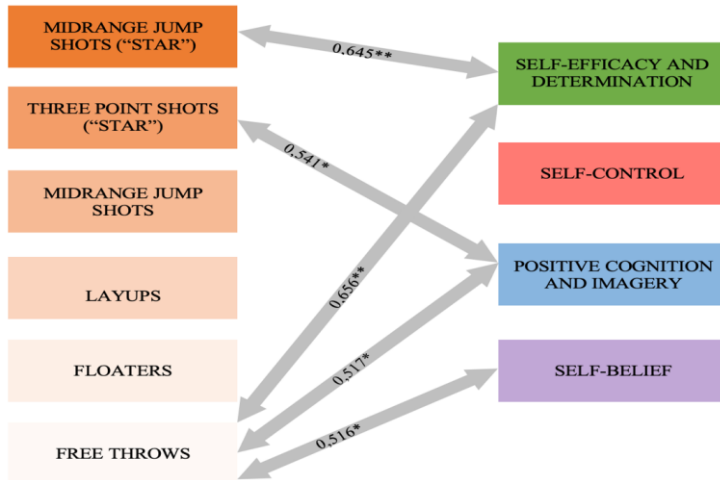 MIDRANGE JUMP
SHOTS (“STAR”)
THREE POINT SHOTS
(“STAR”)
MIDRANGE JUMP
SHOTS
LAYUPS
FLOATERS
FREE THROWS
0.645**
0,541*
0.656**
0,517*
0,516*
SELF-EFFICACY AND
DETERMINATION
SELF-CONTROL
POSITIVE COGNITION
AND IMAGERY
SELF-BELIEF